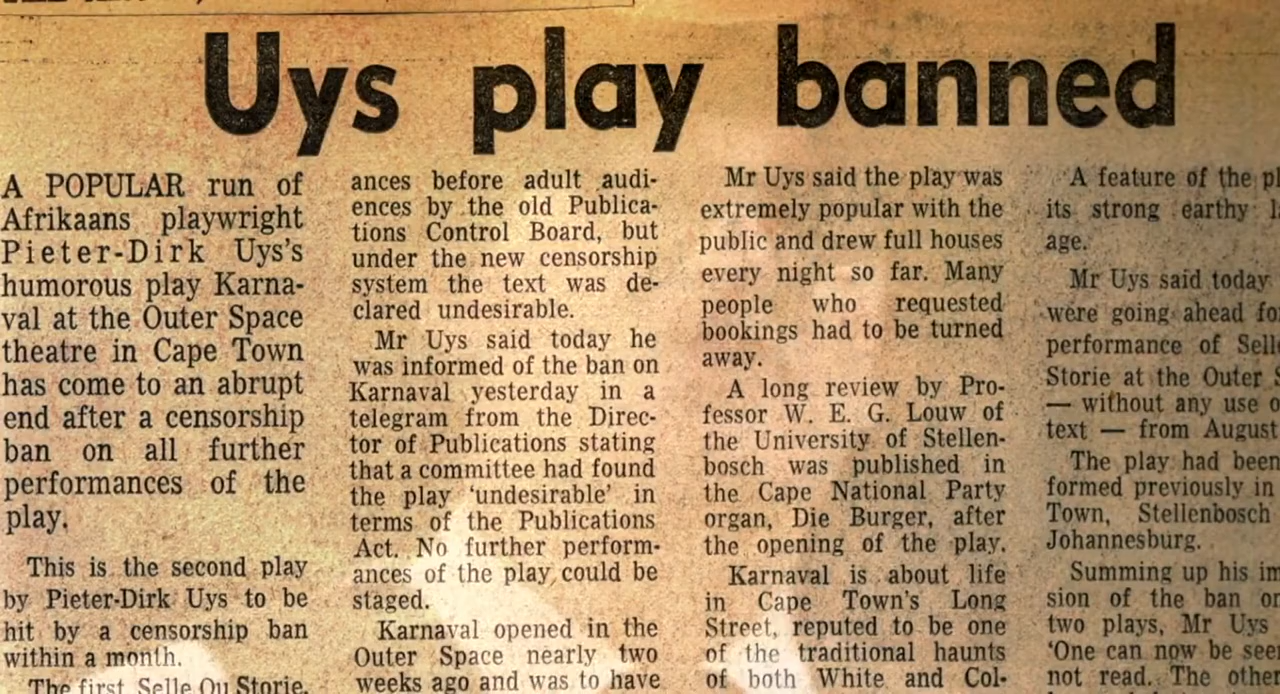 Uys play banned
A POPULAR run of
Afrikaans playwright
Pieter-Dirk Uys's
humorous play Karna-
val at the Outer Space
theatre in Cape Town
has come to an abrupt
end after a censorship
ban on all further
performances of the
play.
This is the second play
by Pieter-Dirk Uys to be
hit by a censorship ban
within a month.
The first, Selle Ou Storie,
ances before adult audi-
ences by the old Publica-
tions Control Board, but
under the new censorship
system the text was de-
clared undesirable.
Mr Uys said today he
was informed of the ban on
Karnaval yesterday in a
telegram from the Direc-
tor of Publications stating
that a committee had found
the play 'undesirable' in
terms of the Publications
Act. No further perform-
ances of the play could be
staged.
Karnaval opened in the
Outer Space nearly two
weeks ago and was to have
Mr Uys said the play was
extremely popular with the
public and drew full houses
every night so far. Many
people who requested
bookings had to be turned
away.
A long review by Pro-
fessor W. E. G. Louw of
the University of Stellen-
bosch was published in
the Cape National Party
organ, Die Burger, after
the opening of the play.
Karnaval is about life
in Cape Town's Long
Street, reputed to be one
of the traditional haunts
of both White and Col-
A feature of the pl
its strong earthy l
age.
Mr Uys said today
were going ahead fo
performance of Selle
Storie at the Outer S
— without any use o
text — from August
The play had been
formed previously in
Town, Stellenbosch
Johannesburg.
Summing up his im
sion of the ban on
two plays, Mr Uys
'One can now be seen
not read. The other